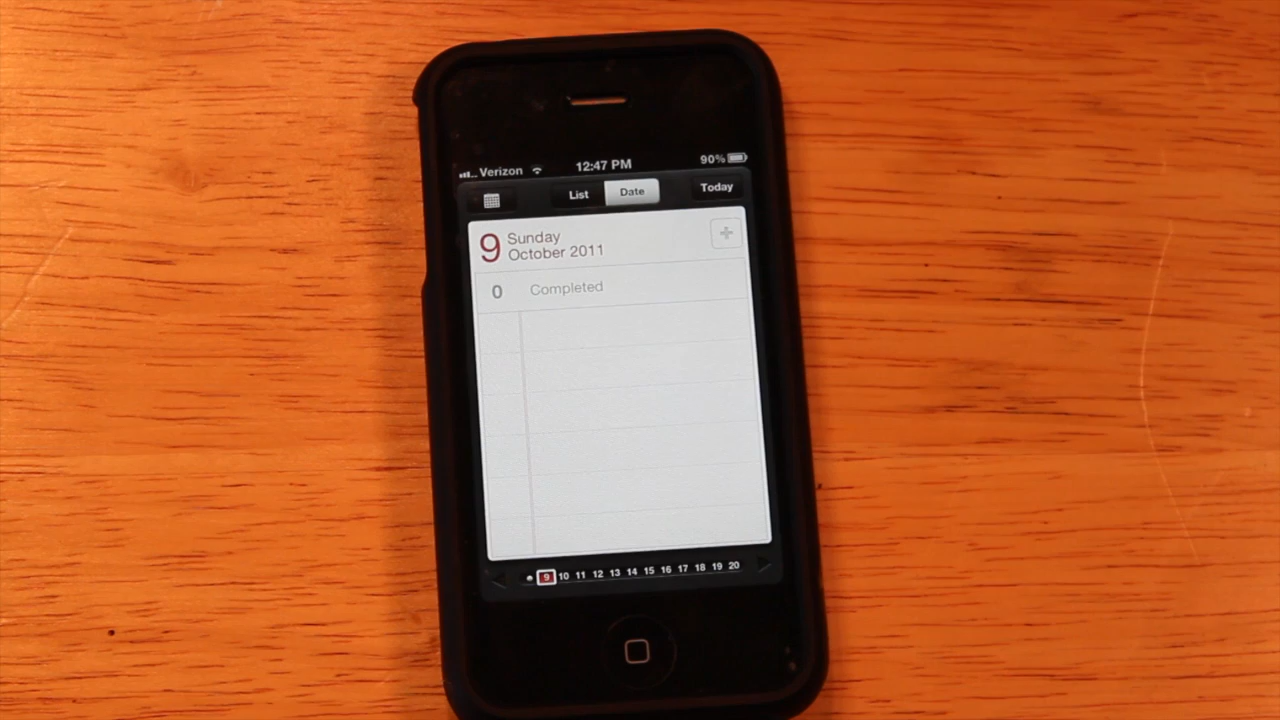 Verizon 12:47 PM 90%
List Date Today
9 Sunday
October 2011
0 Completed
9 10 11 12 13 14 15 16 17 18 19 20